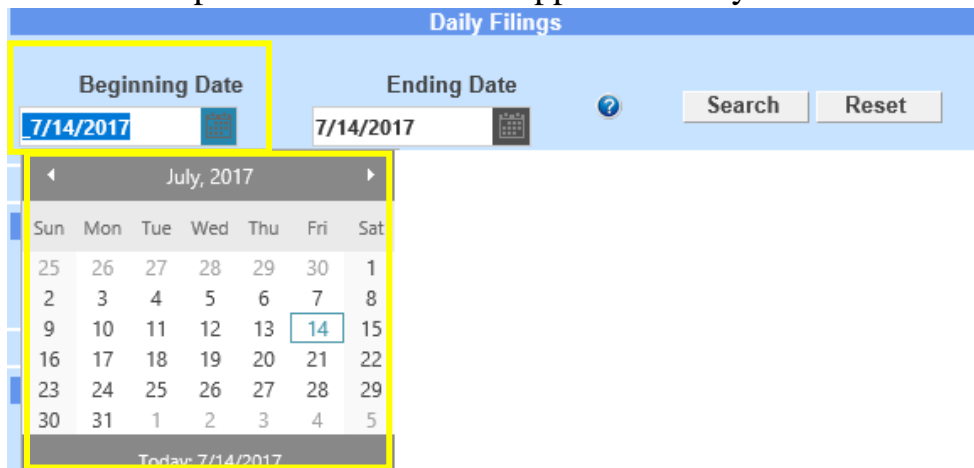 Daily Filings
Beginning Date
Ending Date
_7/14/2017
7/14/2017
Search
Reset
July, 2017
Sun Mon Tue Wed Thu Fri Sat
25 26 27 28 29 30 1
2 3 4 5 6 7 8
9 10 11 12 13 14 15
16 17 18 19 20 21 22
23 24 25 26 27 28 29
30 31 1 2 3 4 5
Today: 7/14/2017